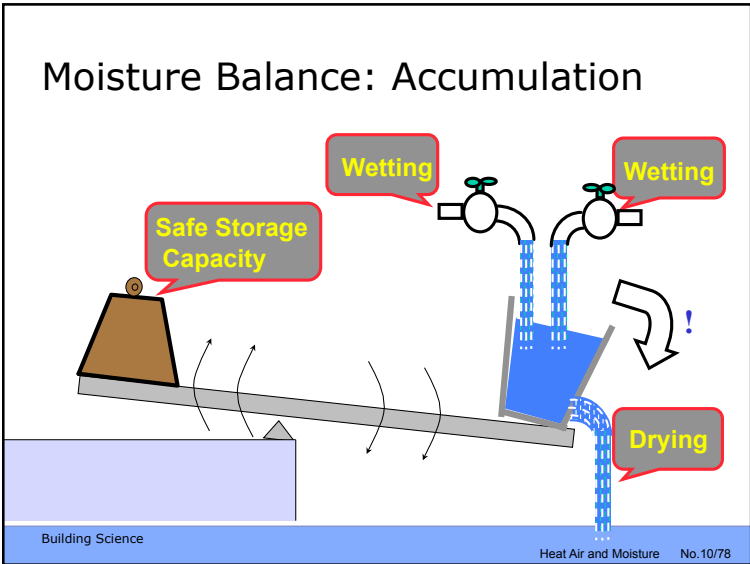 Moisture Balance: Accumulation
Wetting
Wetting
Safe Storage
Capacity
!
Drying
Building Science
Heat Air and Moisture No.10/78